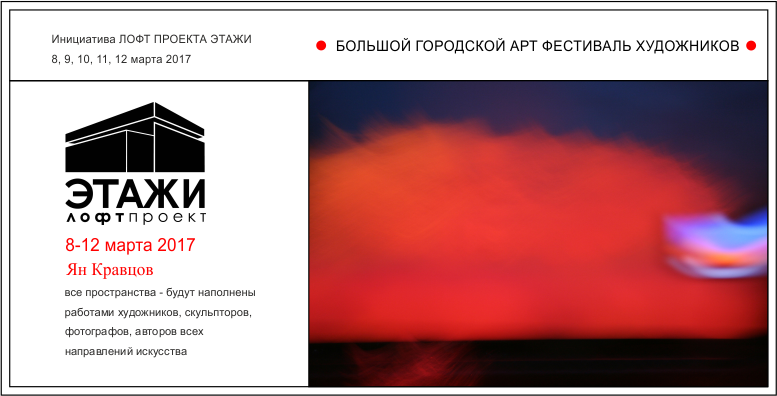 Инициатива ЛОФТ ПРОЕКТА ЭТАЖИ
8, 9, 10, 11, 12 марта 2017
БОЛЬШОЙ ГОРОДСКОЙ АРТ ФЕСТИВАЛЬ ХУДОЖНИКОВ
ЭТАЖИ
лофтпроект
8-12 марта 2017
Ян Кравцов
все пространства - будут наполнены
работами художников, скульпторов,
фотографов, авторов всех
направлений искусства